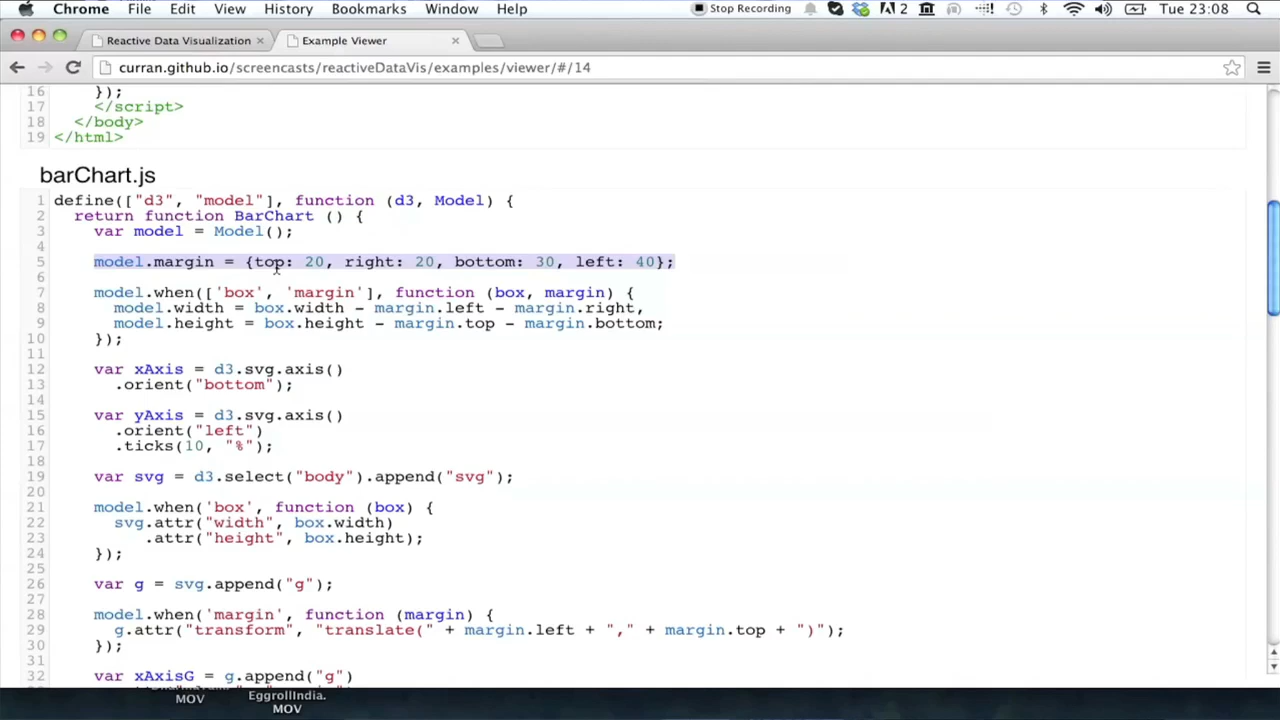 Chrome File Edit View History Bookmarks Window Help Stop Recording 2 Tue 23:08
Reactive Data Visualization × Example Viewer ×
curran.github.io/screencasts/reactiveDataVis/examples/viewer/#/14
16 });
17 </script>
18 </body>
19 </html>
barChart.js
1 define(["d3", "model"], function (d3, Model) {
2 return function BarChart () {
3 var model = Model();
4
5 model.margin = {top: 20, right: 20, bottom: 30, left: 40};
6
7 model.when(['box', 'margin'], function (box, margin) {
8 model.width = box.width - margin.left - margin.right,
9 model.height = box.height - margin.top - margin.bottom;
10 });
11
12 var xAxis = d3.svg.axis()
13 .orient("bottom");
14
15 var yAxis = d3.svg.axis()
16 .orient("left")
17 .ticks(10, "%");
18
19 var svg = d3.select("body").append("svg");
20
21 model.when('box', function (box) {
22 svg.attr("width", box.width)
23 .attr("height", box.height);
24 });
25
26 var g = svg.append("g");
27
28 model.when('margin', function (margin) {
29 g.attr("transform", "translate(" + margin.left + "," + margin.top + ")");
30 });
31
32 var xAxisG = g.append("g")
MOV
EggrollIndia.
MOV